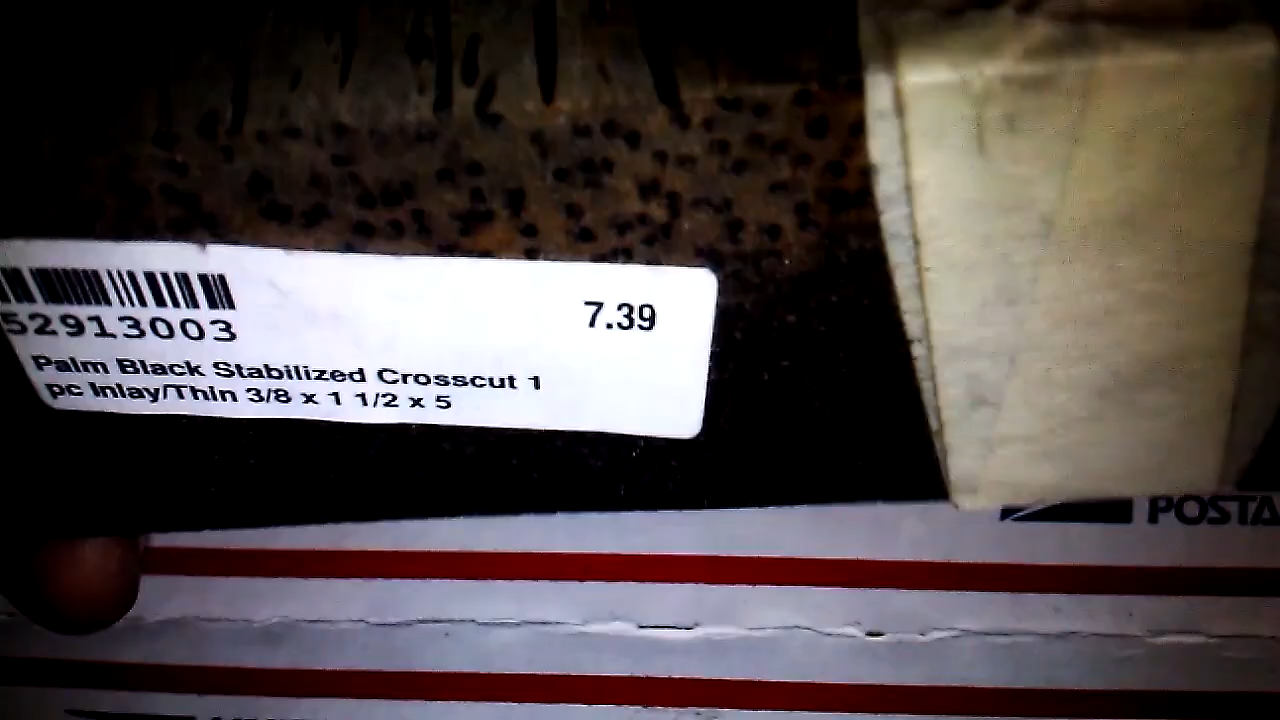 7.39
52913003
Palm Black Stabilized Crosscut 1
pc Inlay/Thin 3/8 x 1 1/2 x 5
POSTA